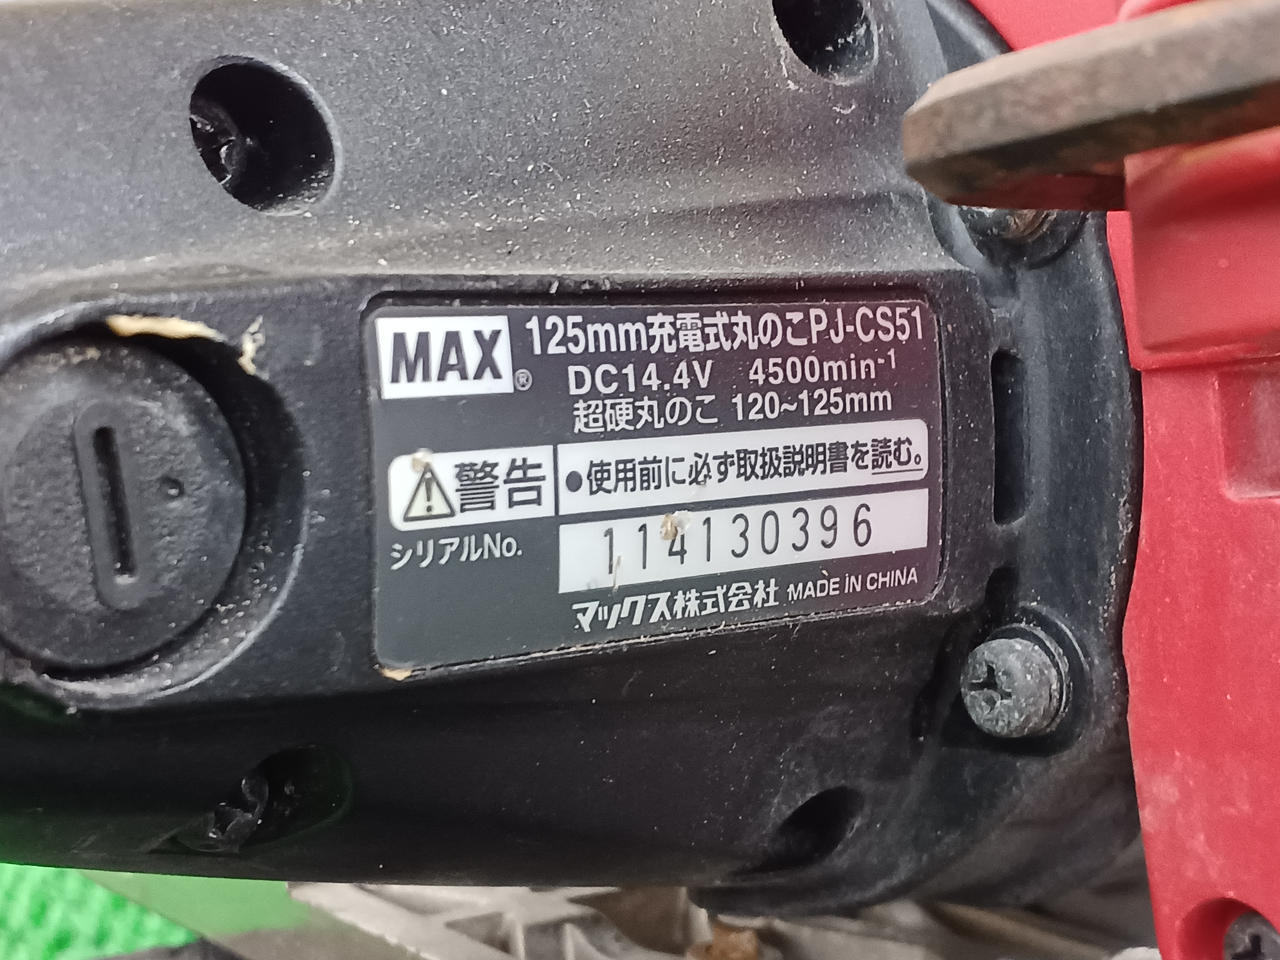 MAX® 125mm充電式丸のこPJ-CS51
DC14.4V 4500min⁻¹
超硬丸のこ 120~125mm
⚠警告 ●使用前に必ず取扱説明書を読む。
シリアルNo. 114130396
マックス株式会社 MADE IN CHINA